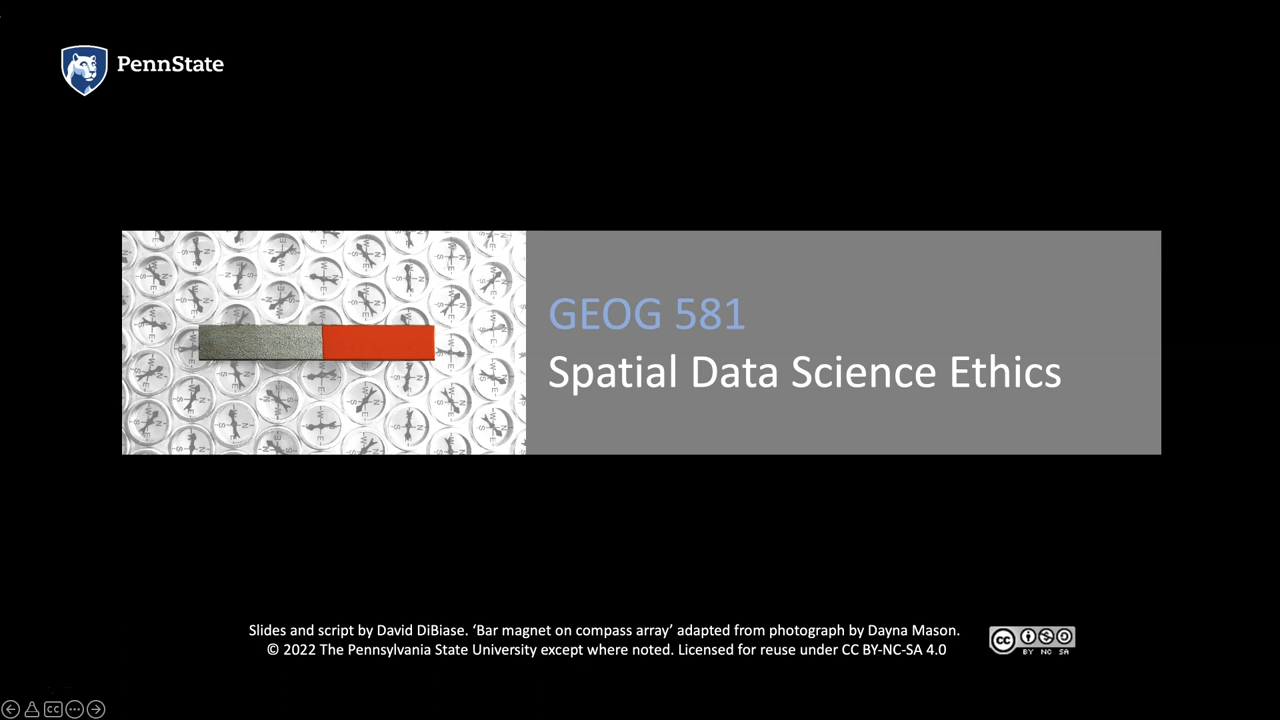 PennState
GEOG 581
Spatial Data Science Ethics
Slides and script by David DiBiase. ‘Bar magnet on compass array’ adapted from photograph by Dayna Mason.
© 2022 The Pennsylvania State University except where noted. Licensed for reuse under CC BY-NC-SA 4.0
cc
BY NC SA
CC